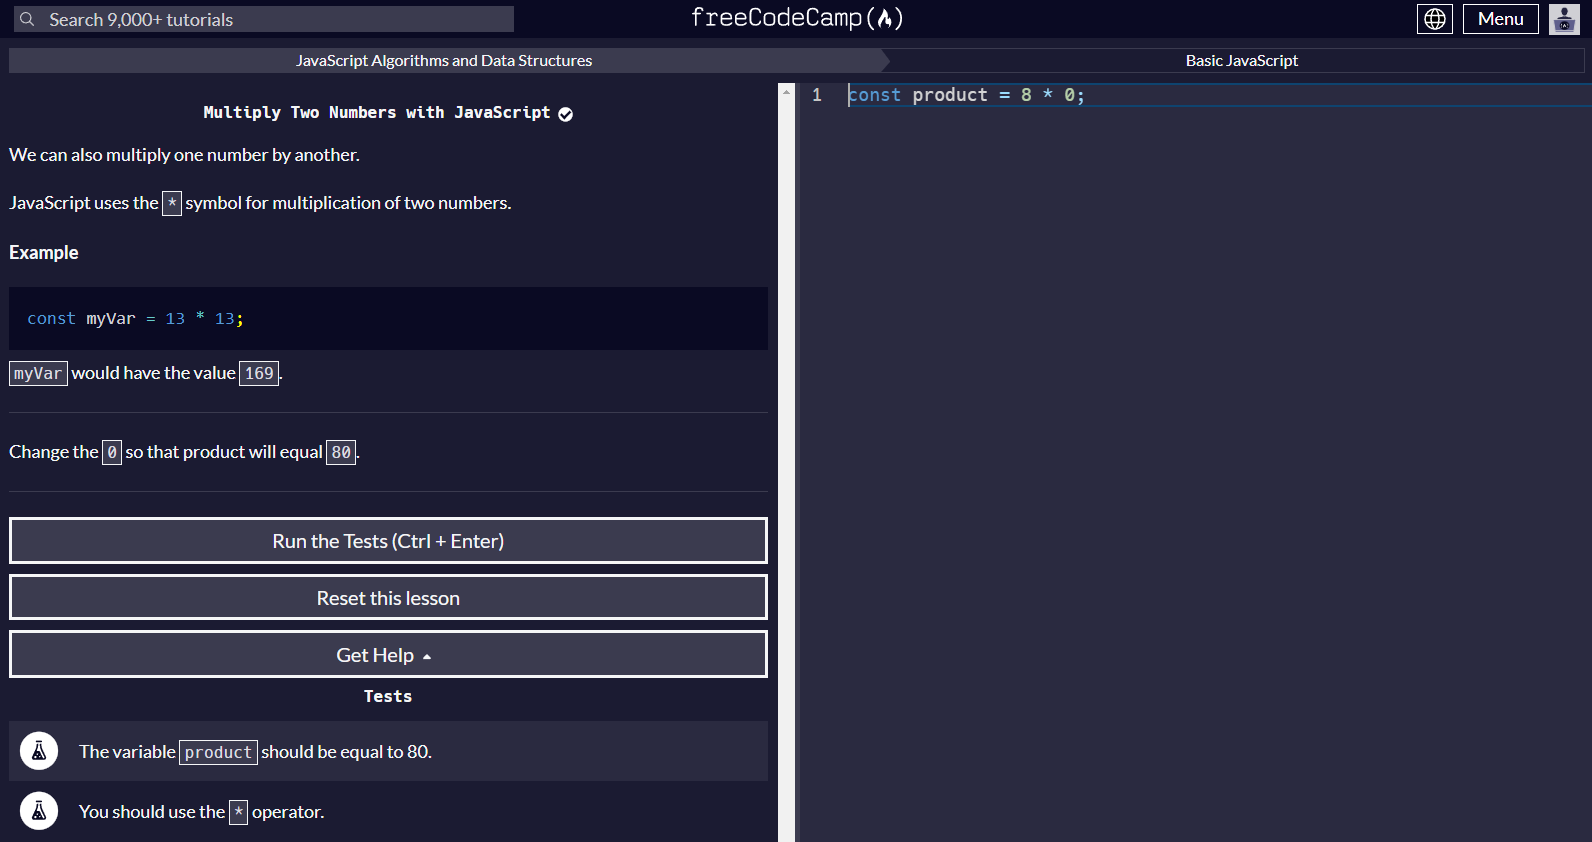 Search 9,000+ tutorials
freeCodeCamp
Menu
JavaScript Algorithms and Data Structures
Basic JavaScript
Multiply Two Numbers with JavaScript
We can also multiply one number by another.
JavaScript uses the * symbol for multiplication of two numbers.
Example
const myVar = 13 * 13;
myVar would have the value 169.
Change the 0 so that product will equal 80.
Run the Tests (Ctrl + Enter)
Reset this lesson
Get Help
Tests
The variable product should be equal to 80.
You should use the * operator.
1 const product = 8 * 0;